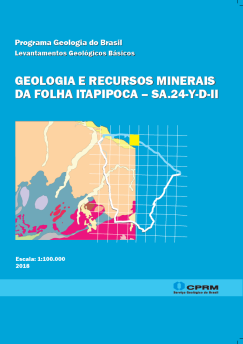 Programa Geologia do Brasil
Levantamentos Geológicos Básicos
GEOLOGIA E RECURSOS MINERAIS
DA FOLHA ITAPIPOCA – SA.24-Y-D-II
Escala: 1:100.000
2018
CPRM
Serviço Geológico do Brasil